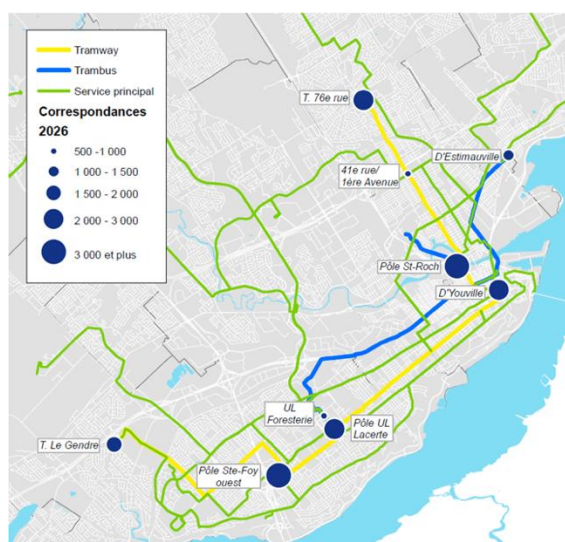 Tramway
Trambus
Service principal
Correspondances
2026
500 -1 000
1 000 - 1 500
1 500 - 2 000
2 000 - 3 000
3 000 et plus
T. 76e rue
41e rue/
1ère Avenue
D'Estimauville
Pôle St-Roch
D'Youville
UL
Foresterie
Pôle UL
Lacerte
T. Le Gendre
Pôle Ste-Foy
ouest